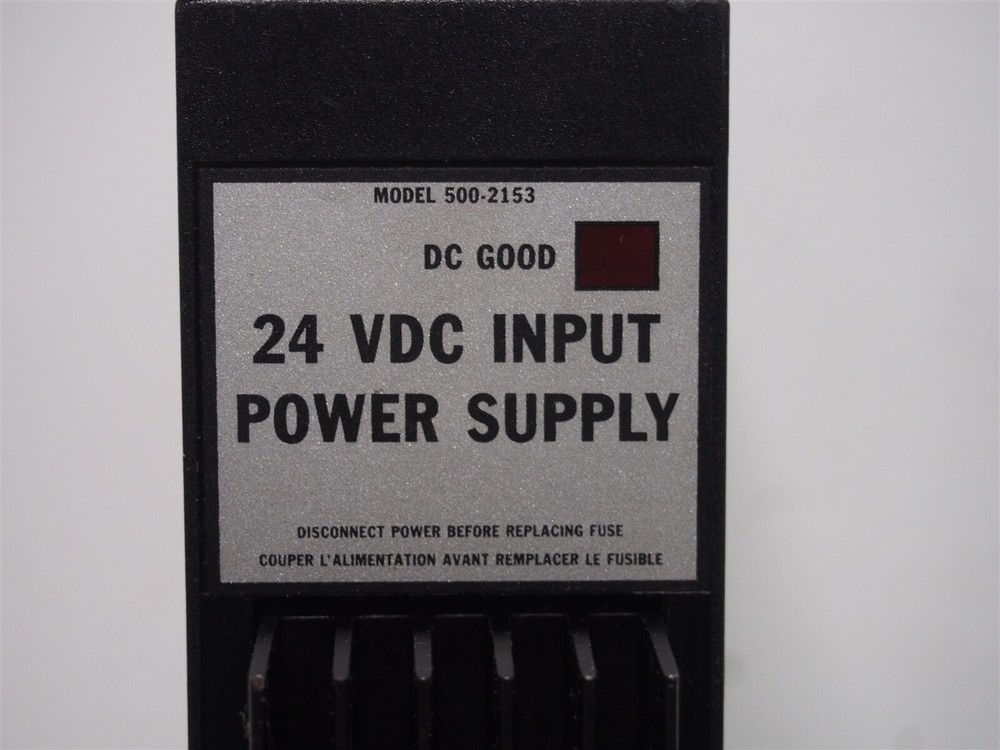 MODEL 500-2153
DC GOOD
24 VDC INPUT
POWER SUPPLY
DISCONNECT POWER BEFORE REPLACING FUSE
COUPER L'ALIMENTATION AVANT REMPLACER LE FUSIBLE